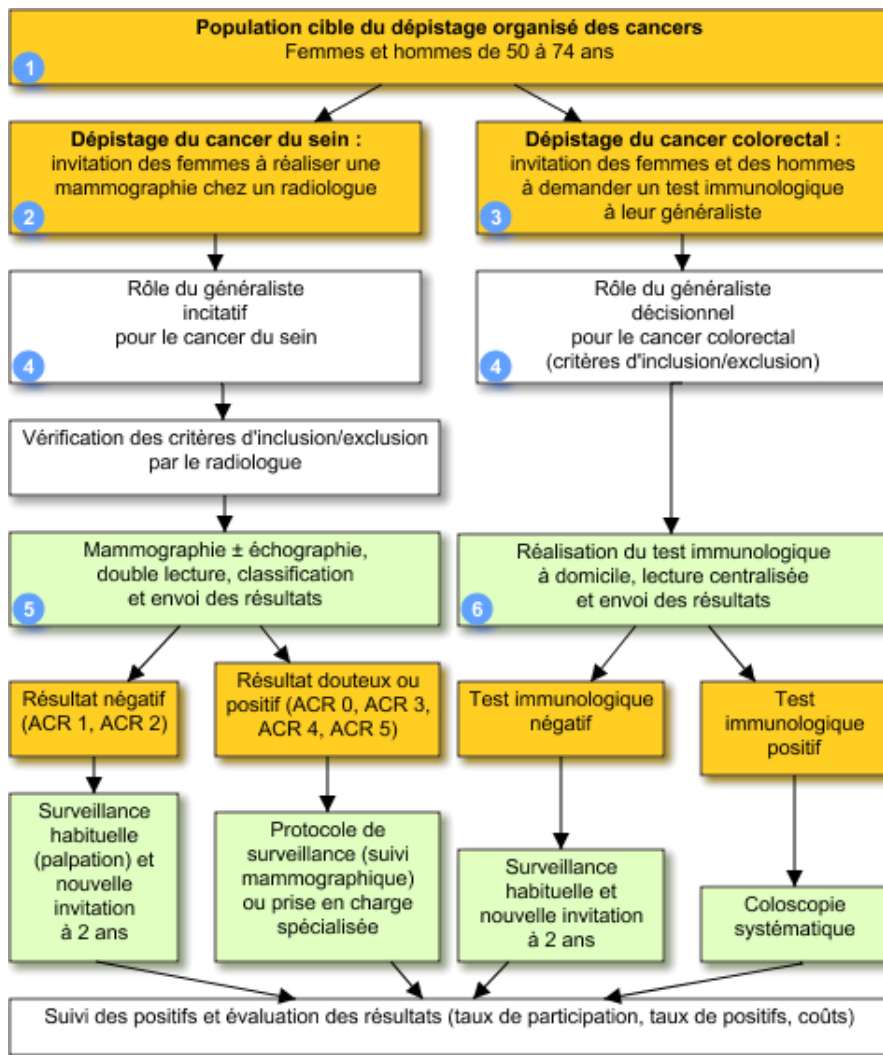 Population cible du dépistage organisé des cancers
Femmes et hommes de 50 à 74 ans
1
Dépistage du cancer du sein :
invitation des femmes à réaliser une
mammographie chez un radiologue
2
Dépistage du cancer colorectal :
invitation des femmes et des hommes
à demander un test immunologique
à leur généraliste
3
Rôle du généraliste
incitatif
pour le cancer du sein
4
Rôle du généraliste
décisionnel
pour le cancer colorectal
(critères d'inclusion/exclusion)
4
Vérification des critères d'inclusion/exclusion
par le radiologue
Mammographie ± échographie,
double lecture, classification
et envoi des résultats
5
Réalisation du test immunologique
à domicile, lecture centralisée
et envoi des résultats
6
Résultat négatif
(ACR 1, ACR 2)
Résultat douteux ou
positif (ACR 0, ACR 3,
ACR 4, ACR 5)
Test immunologique
négatif
Test
immunologique
positif
Surveillance
habituelle
(palpation) et
nouvelle
invitation
à 2 ans
Protocole de
surveillance (suivi
mammographique)
ou prise en charge
spécialisée
Surveillance
habituelle et
nouvelle invitation
à 2 ans
Coloscopie
systématique
Suivi des positifs et évaluation des résultats (taux de participation, taux de positifs, coûts)